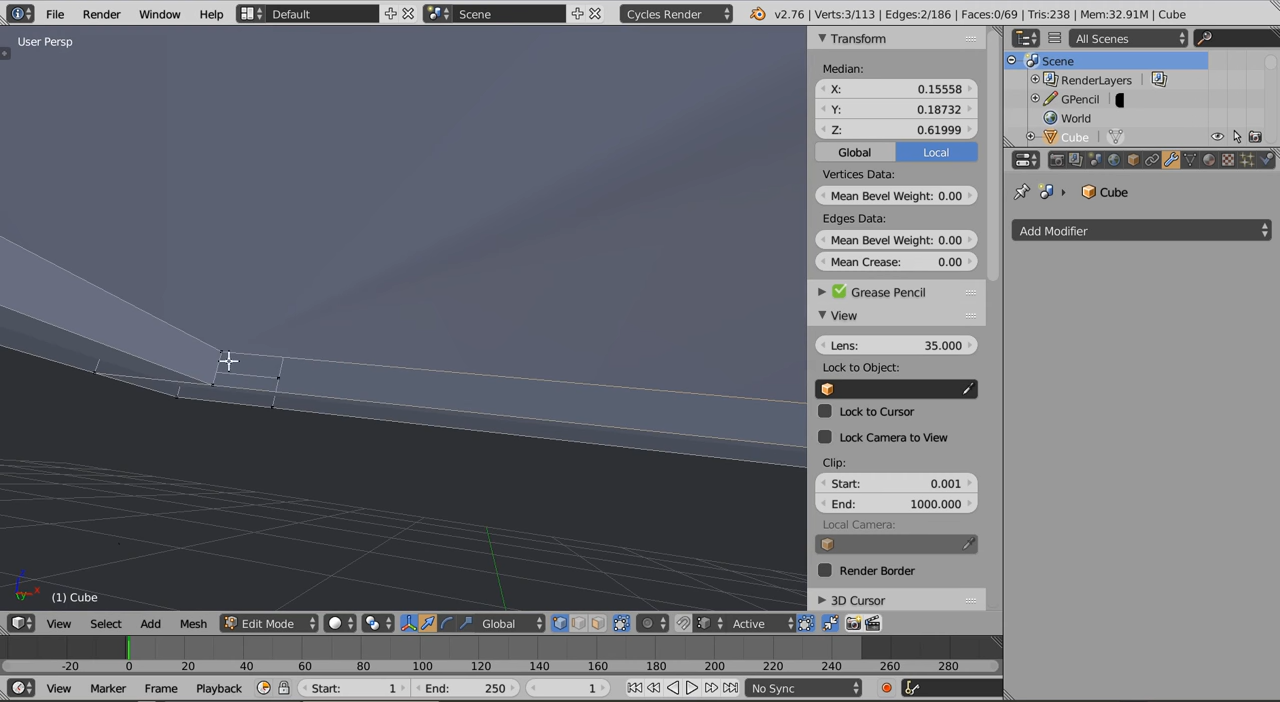 File Render Window Help Default Scene Cycles Render v2.76 | Verts:3/113 | Edges:2/186 | Faces:0/69 | Tris:238 | Mem:32.91M | Cube
User Persp
Transform
Median:
X: 0.15558
Y: 0.18732
Z: 0.61999
Global Local
Vertices Data:
Mean Bevel Weight: 0.00
Edges Data:
Mean Bevel Weight: 0.00
Mean Crease: 0.00
Grease Pencil
View
Lens: 35.000
Lock to Object:
Lock to Cursor
Lock Camera to View
Clip:
Start: 0.001
End: 1000.000
Local Camera:
Render Border
3D Cursor
All Scenes
Scene
RenderLayers
GPencil
World
Cube
Cube
Add Modifier
z
y x
(1) Cube
View Select Add Mesh Edit Mode Global Active
-20 0 20 40 60 80 100 120 140 160 180 200 220 240 260 280
View Marker Frame Playback Start: 1 End: 250 1 No Sync